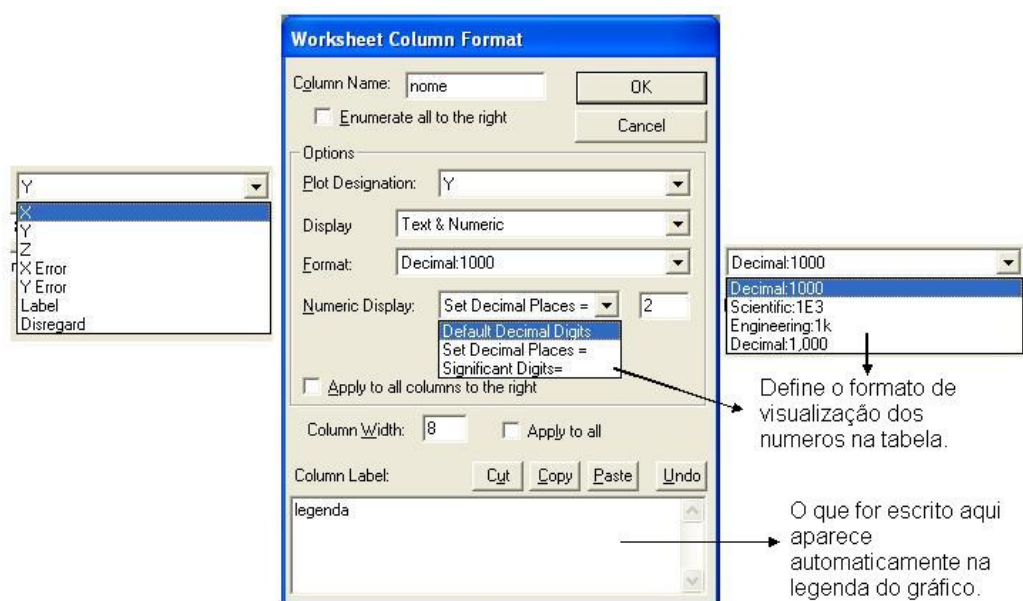 Worksheet Column Format
Column Name: nome
OK
Enumerate all to the right
Cancel
Options
Plot Designation: Y
Display Text & Numeric
Format: Decimal:1000
Numeric Display: Set Decimal Places = 2
Default Decimal Digits
Set Decimal Places =
Significant Digits=
Apply to all columns to the right
Column Width: 8 Apply to all
Column Label: Cut Copy Paste Undo
legenda
Y
X
Y
Z
X Error
Y Error
Label
Disregard
Decimal:1000
Decimal:1000
Scientific:1E3
Engineering:1k
Decimal:1,000
Define o formato de
visualização dos
numeros na tabela.
O que for escrito aqui
aparece
automaticamente na
legenda do gráfico.